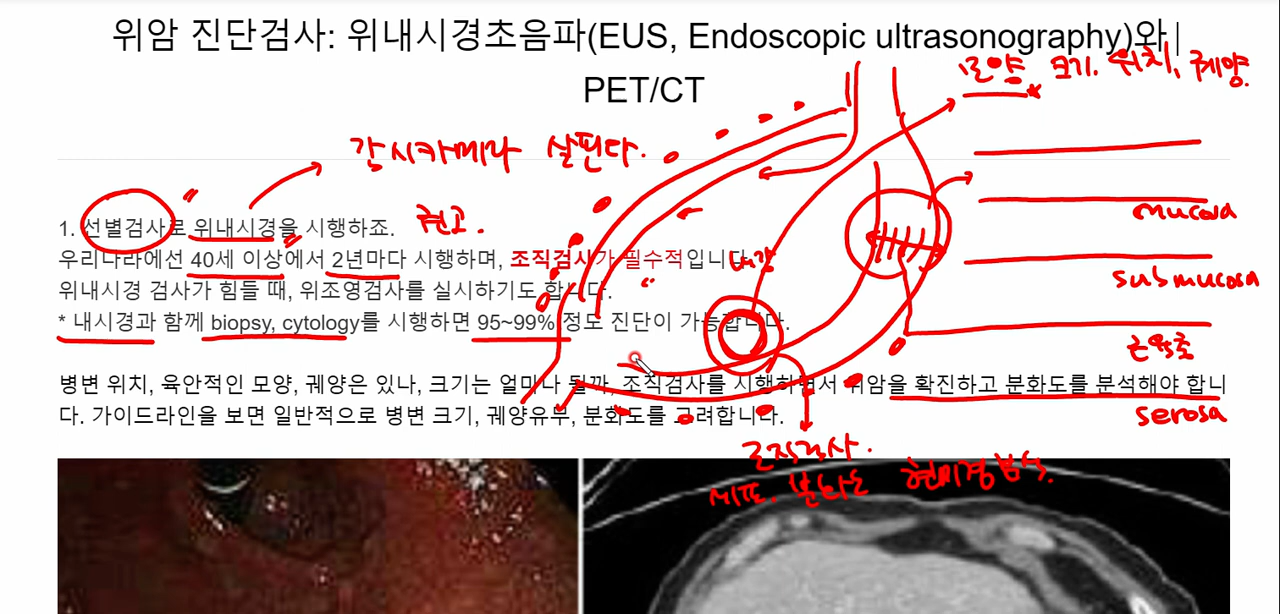 위암 진단검사: 위내시경초음파(EUS, Endoscopic ultrasonography)와
PET/CT
모양 크기. 위치, 궤양.
감시카메라 살핀다.
1. 선별검사로 위내시경을 시행하죠. 권고.
우리나라에선 40세 이상에서 2년마다 시행하며, 조직검사가 필수적입니다.
내강
위내시경 검사가 힘들 때, 위조영검사를 실시하기도 합니다.
* 내시경과 함께 biopsy, cytology를 시행하면 95~99% 정도 진단이 가능합니다.
mucosa
submucosa
근육층
serosa
병변 위치, 육안적인 모양, 궤양은 있나, 크기는 얼마나 될까, 조직검사를 시행하면서 위암을 확진하고 분화도를 분석해야 합니
다. 가이드라인을 보면 일반적으로 병변 크기, 궤양유무, 분화도를 고려합니다.
조직검사.
세포. 분화도 현미경분석.